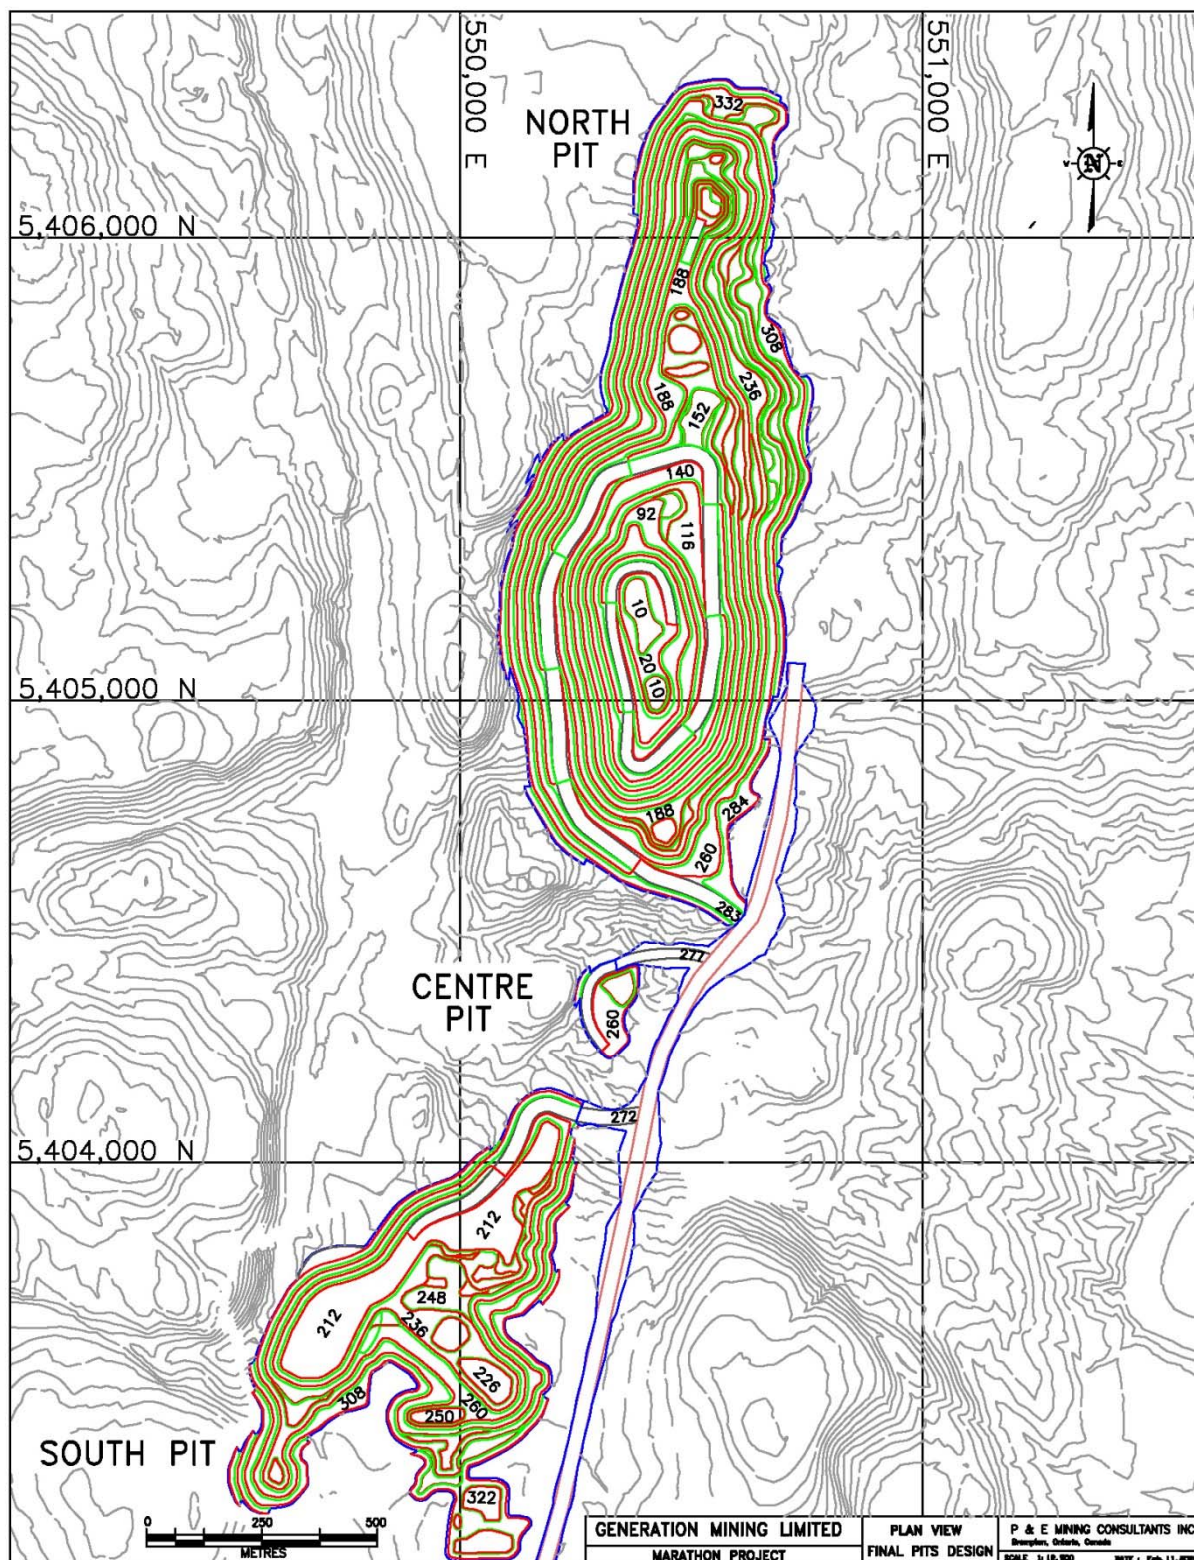 550,000 E
551,000 E
332
NORTH
PIT
N
5,406,000 N
188
308
236
188
152
140
92
116
10
20
10
5,405,000 N
188
284
260
283
277
CENTRE
PIT
260
272
5,404,000 N
212
248
236
212
226
308
260
250
SOUTH PIT
322
0 250 500
METRES
GENERATION MINING LIMITED
MARATHON PROJECT
PLAN VIEW
FINAL PITS DESIGN
P & E MINING CONSULTANTS INC
Brampton, Ontario, Canada